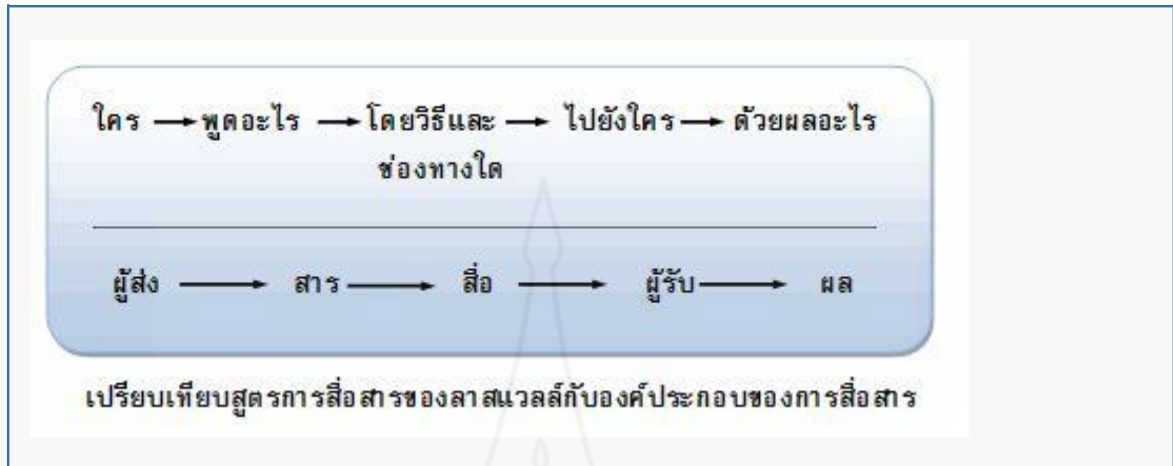 ใคร → พูดอะไร → โดยวิธีและ → ไปยังใคร → ด้วยผลอะไร
ช่องทางใด
ผู้ส่ง → สาร → สื่อ → ผู้รับ → ผล
เปรียบเทียบสูตรการสื่อสารของลาสแวลล์กับองค์ประกอบของการสื่อสาร